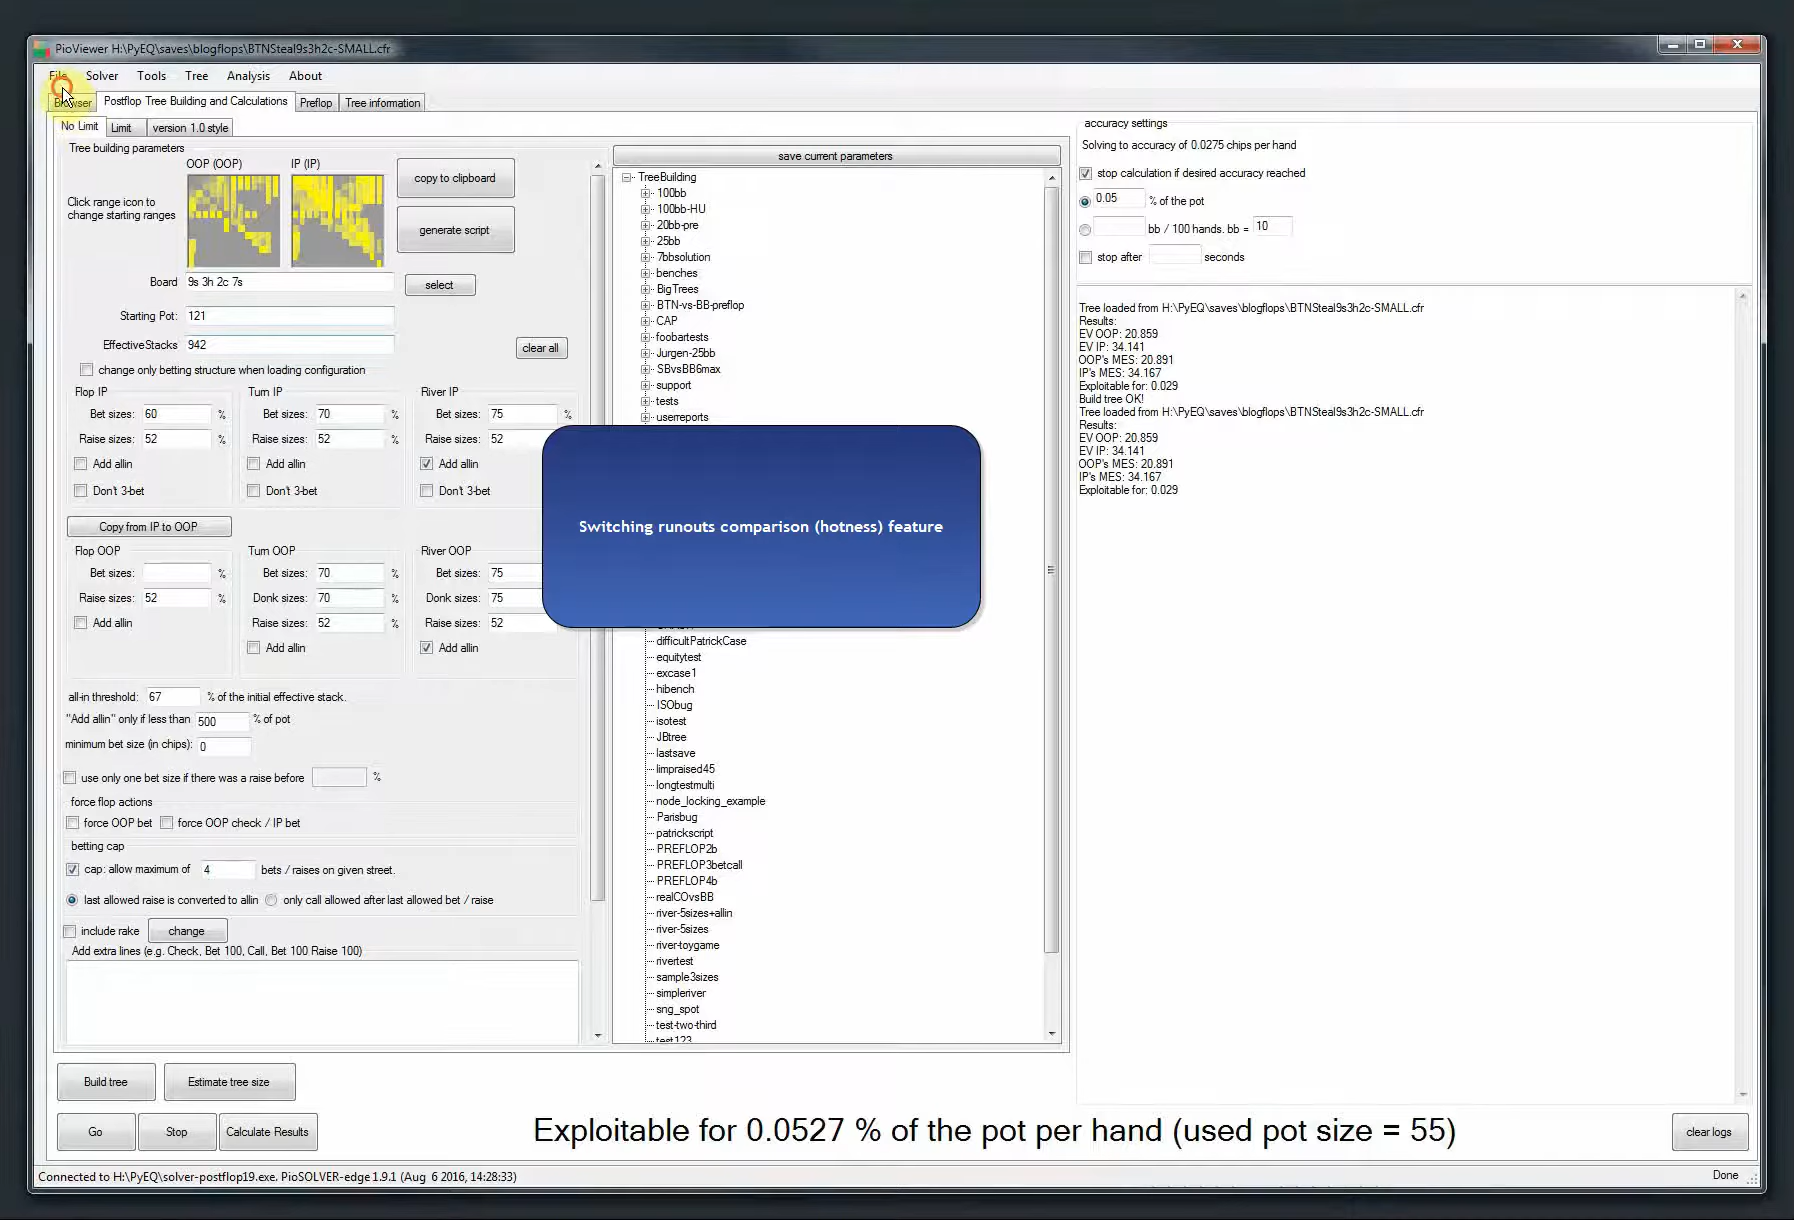 PioViewer H:\PyEQ\saves\blogflops\BTNSteal9s3h2c-SMALL.cfr
File Solver Tools Tree Analysis About
Browser Postflop Tree Building and Calculations Preflop Tree information
No Limit Limit version 1.0 style
Tree building parameters
OOP (OOP) IP (IP)
Click range icon to
change starting ranges
copy to clipboard
generate script
Board 9s 3h 2c 7s select
Starting Pot: 121
EffectiveStacks 942
clear all
change only betting structure when loading configuration
Flop IP Turn IP River IP
Bet sizes: 60 % Bet sizes: 70 % Bet sizes: 75 %
Raise sizes: 52 % Raise sizes: 52 % Raise sizes: 52
Add allin Add allin Add allin
Don't 3-bet Don't 3-bet Don't 3-bet
Copy from IP to OOP
Flop OOP Turn OOP River OOP
Bet sizes: % Bet sizes: 70 % Bet sizes: 75
Raise sizes: 52 % Donk sizes: 70 % Donk sizes: 75
Add allin Raise sizes: 52 % Raise sizes: 52
Add allin Add allin
all-in threshold: 67 % of the initial effective stack.
"Add allin" only if less than 500 % of pot
minimum bet size (in chips): 0
use only one bet size if there was a raise before %
force flop actions
force OOP bet force OOP check / IP bet
betting cap
cap: allow maximum of 4 bets / raises on given street.
last allowed raise is converted to allin only call allowed after last allowed bet / raise
include rake change
Add extra lines (e.g. Check, Bet 100, Call, Bet 100 Raise 100)
Build tree Estimate tree size
Go Stop Calculate Results
save current parameters
TreeBuilding
100bb
100bb-HU
20bb-pre
25bb
7bbsolution
benches
BigTrees
BTN-vs-BB-preflop
CAP
foobartests
Jurgen-25bb
SBvsBB6max
support
tests
userreports
Switching runouts comparison (hotness) feature
difficultPatrickCase
equitytest
excase1
hibench
ISObug
isotest
JBtree
lastsave
limpraised45
longtestmulti
node_locking_example
Parisbug
patrickscript
PREFLOP2b
PREFLOP3betcall
PREFLOP4b
realCOvsBB
river-5sizes+allin
river-5sizes
river-toygame
rivertest
sample3sizes
simpleriver
sng_spot
test-two-third
test123
accuracy settings
Solving to accuracy of 0.0275 chips per hand
stop calculation if desired accuracy reached
0.05 % of the pot
bb / 100 hands. bb = 10
stop after seconds
Tree loaded from H:\PyEQ\saves\blogflops\BTNSteal9s3h2c-SMALL.cfr
Results:
EV OOP: 20.859
EV IP: 34.141
OOP's MES: 20.891
IP's MES: 34.167
Exploitable for: 0.029
Build tree OK!
Tree loaded from H:\PyEQ\saves\blogflops\BTNSteal9s3h2c-SMALL.cfr
Results:
EV OOP: 20.859
EV IP: 34.141
OOP's MES: 20.891
IP's MES: 34.167
Exploitable for: 0.029
Exploitable for 0.0527 % of the pot per hand (used pot size = 55)
clear logs
Connected to H:\PyEQ\solver-postflop19.exe. PioSOLVER-edge 1.9.1 (Aug 6 2016, 14:28:33)
Done